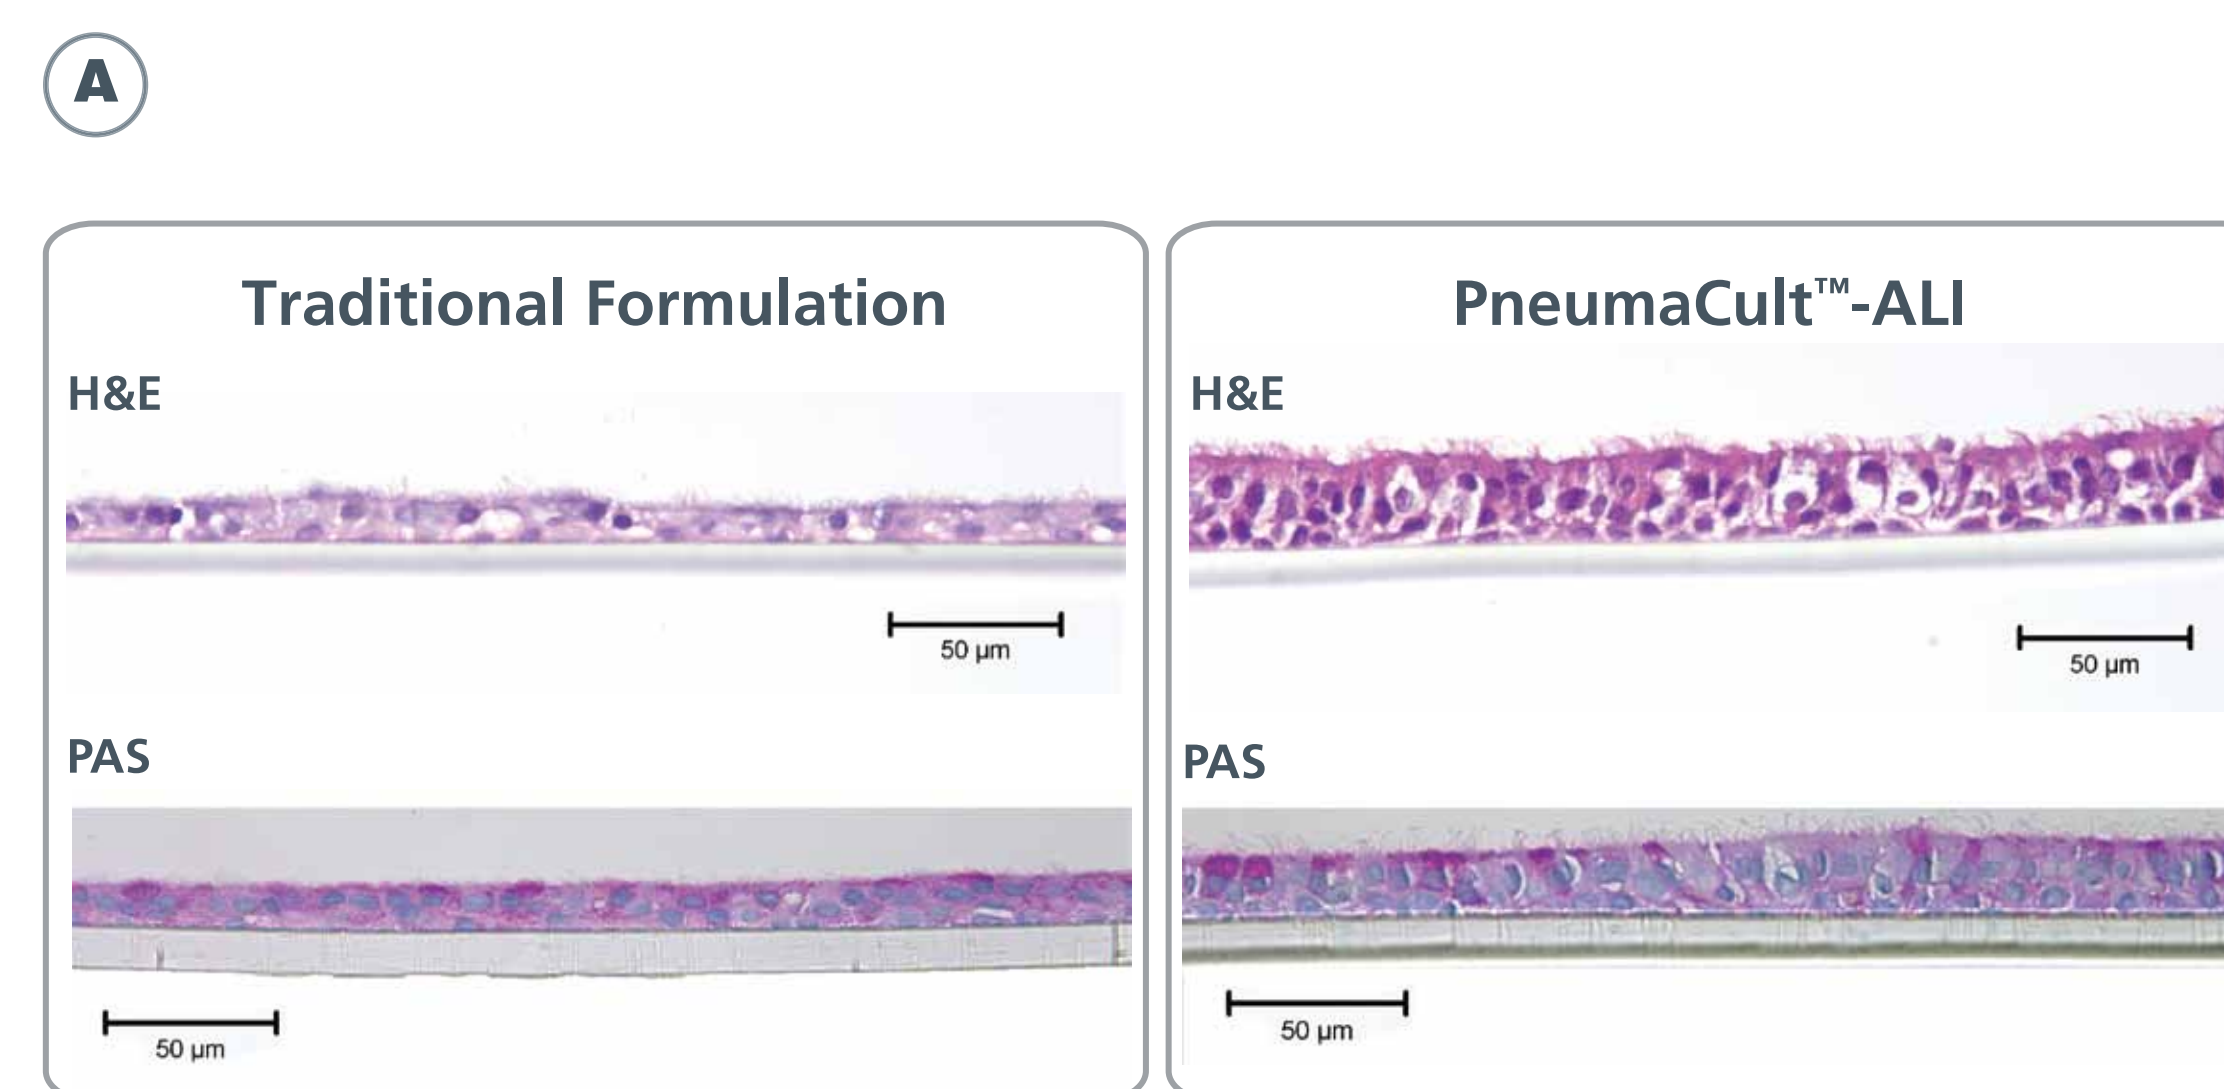 A
Traditional Formulation
H&E
50 µm
PAS
50 µm
PneumaCult™-ALI
H&E
50 µm
PAS
50 µm